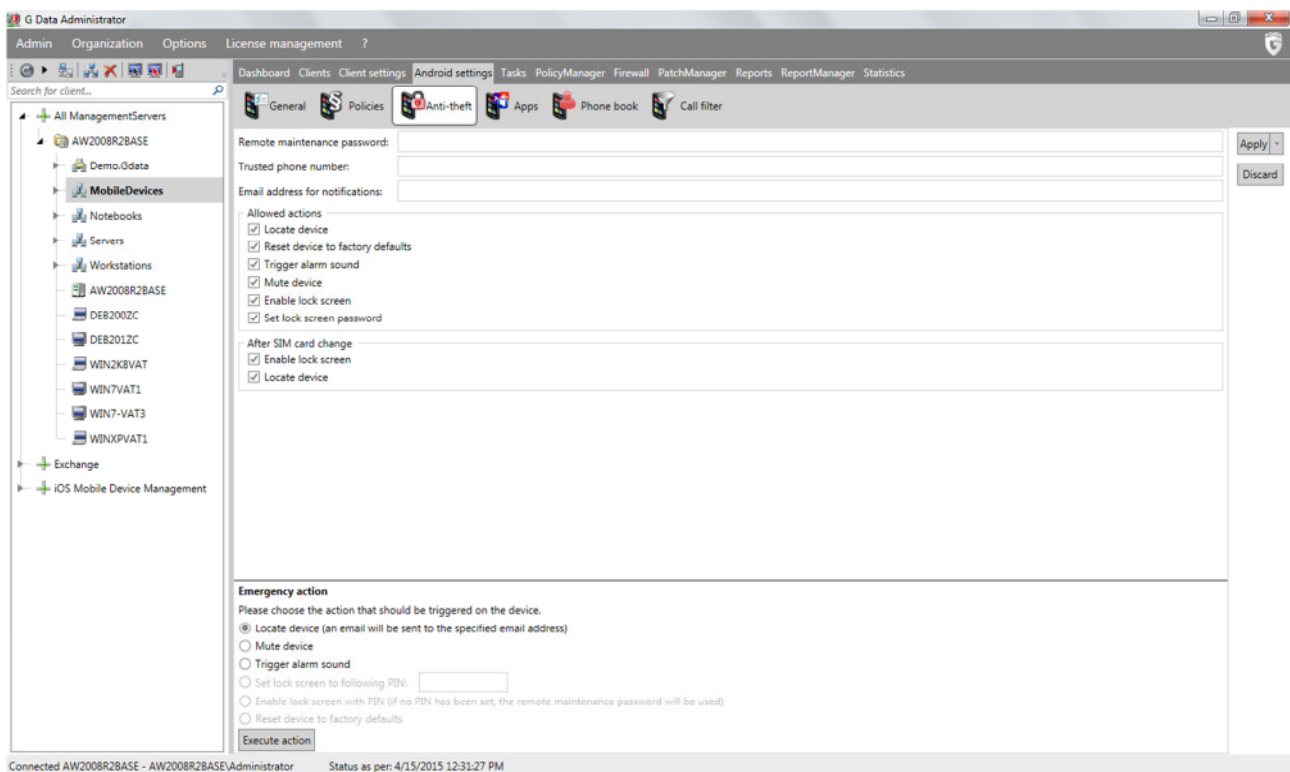 G Data Administrator
Admin Organization Options License management ?
Search for client...
All ManagementServers
AW2008R2BASE
Demo.Gdata
MobileDevices
Notebooks
Servers
Workstations
AW2008R2BASE
DEB200ZC
DEB201ZC
WIN2K8VAT
WIN7VAT1
WIN7-VAT3
WINXPVAT1
Exchange
iOS Mobile Device Management
Dashboard Clients Client settings Android settings Tasks PolicyManager Firewall PatchManager Reports ReportManager Statistics
General Policies Anti-theft Apps Phone book Call filter
Remote maintenance password:
Trusted phone number:
Email address for notifications:
Allowed actions
Locate device
Reset device to factory defaults
Trigger alarm sound
Mute device
Enable lock screen
Set lock screen password
After SIM card change
Enable lock screen
Locate device
Apply
Discard
Emergency action
Please choose the action that should be triggered on the device.
Locate device (an email will be sent to the specified email address)
Mute device
Trigger alarm sound
Set lock screen to following PIN:
Enable lock screen with PIN (if no PIN has been set, the remote maintenance password will be used)
Reset device to factory defaults
Execute action
Connected AW2008R2BASE - AW2008R2BASE\Administrator Status as per: 4/15/2015 12:31:27 PM